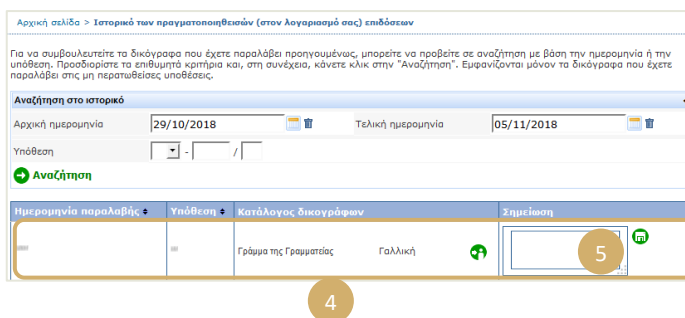 Αρχική σελίδα > Ιστορικό των πραγματοποιηθεισών (στον λογαριασμό σας) επιδόσεων
Για να συμβουλευτείτε τα δικόγραφα που έχετε παραλάβει προηγουμένως, μπορείτε να προβείτε σε αναζήτηση με βάση την ημερομηνία ή την
υπόθεση. Προσδιορίστε τα επιθυμητά κριτήρια και, στη συνέχεια, κάνετε κλικ στην "Αναζήτηση". Εμφανίζονται μόνον τα δικόγραφα που έχετε
παραλάβει στις μη περατωθείσες υποθέσεις.
Αναζήτηση στο ιστορικό
Αρχική ημερομηνία 29/10/2018 Τελική ημερομηνία 05/11/2018
Υπόθεση - /
Αναζήτηση
Ημερομηνία παραλαβής Υπόθεση Κατάλογος δικογράφων Σημείωση
Γράμμα της Γραμματείας Γαλλική 5
4